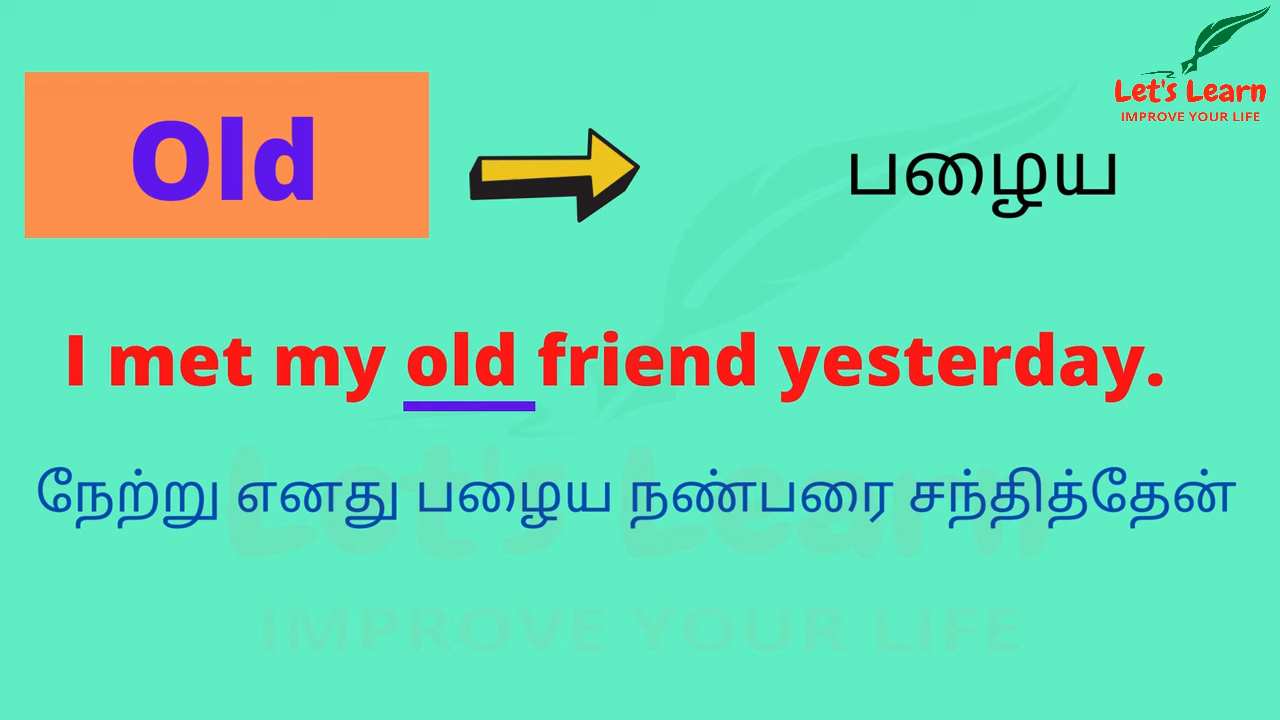 Let's Learn
IMPROVE YOUR LIFE
Old
பழைய
I met my old friend yesterday.
நேற்று எனது பழைய நண்பரை சந்தித்தேன்
Let's Learn
IMPROVE YOUR LIFE